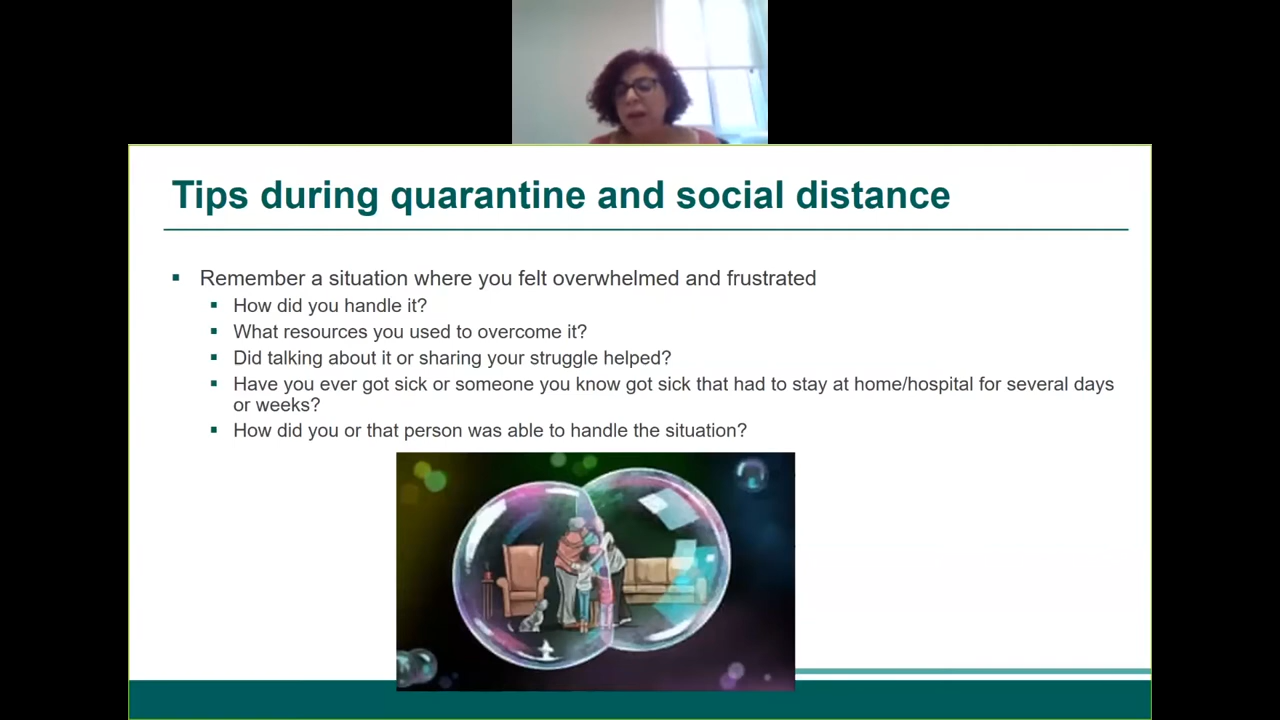 Tips during quarantine and social distance
Remember a situation where you felt overwhelmed and frustrated
How did you handle it?
What resources you used to overcome it?
Did talking about it or sharing your struggle helped?
Have you ever got sick or someone you know got sick that had to stay at home/hospital for several days
or weeks?
How did you or that person was able to handle the situation?